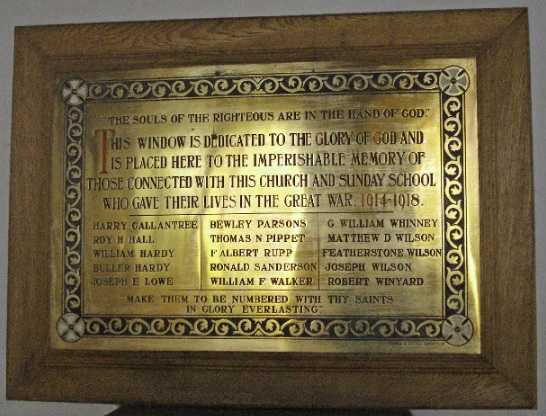 "THE SOULS OF THE RIGHTEOUS ARE IN THE HAND OF GOD."
THIS WINDOW IS DEDICATED TO THE GLORY OF GOD AND
IS PLACED HERE TO THE IMPERISHABLE MEMORY OF
THOSE CONNECTED WITH THIS CHURCH AND SUNDAY SCHOOL
WHO GAVE THEIR LIVES IN THE GREAT WAR. 1914-1918.
HARRY GALLANTREE
ROY H HALL
WILLIAM HARDY
BULLER HARDY
JOSEPH E LOWE
BEWLEY PARSONS
THOMAS N PIPPET
F ALBERT RUPP
RONALD SANDERSON
WILLIAM F WALKER
G WILLIAM WHINNEY
MATTHEW D WILSON
FEATHERSTONE WILSON
JOSEPH WILSON
ROBERT WINYARD
MAKE THEM TO BE NUMBERED WITH THY SAINTS
IN GLORY EVERLASTING"